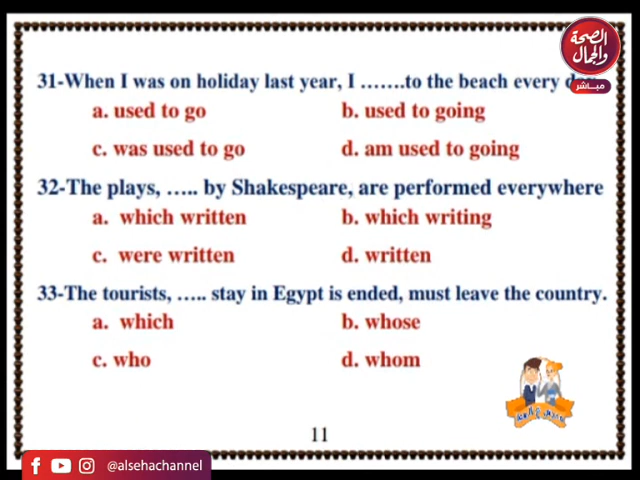 الصحة
والجمال
مباشر
31-When I was on holiday last year, I .......to the beach every
a. used to go
b. used to going
c. was used to go
d. am used to going
32-The plays, ..... by Shakespeare, are performed everywhere
a. which written
b. which writing
c. were written
d. written
33-The tourists, ..... stay in Egypt is ended, must leave the country.
a. which
b. whose
c. who
d. whom
11
@alsehachannel